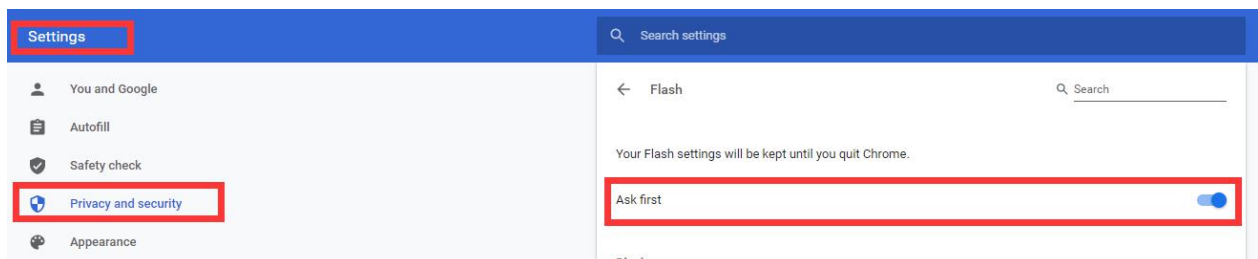 Settings
Search settings
You and Google
Autofill
Safety check
Privacy and security
Appearance
Flash
Search
Your Flash settings will be kept until you quit Chrome.
Ask first